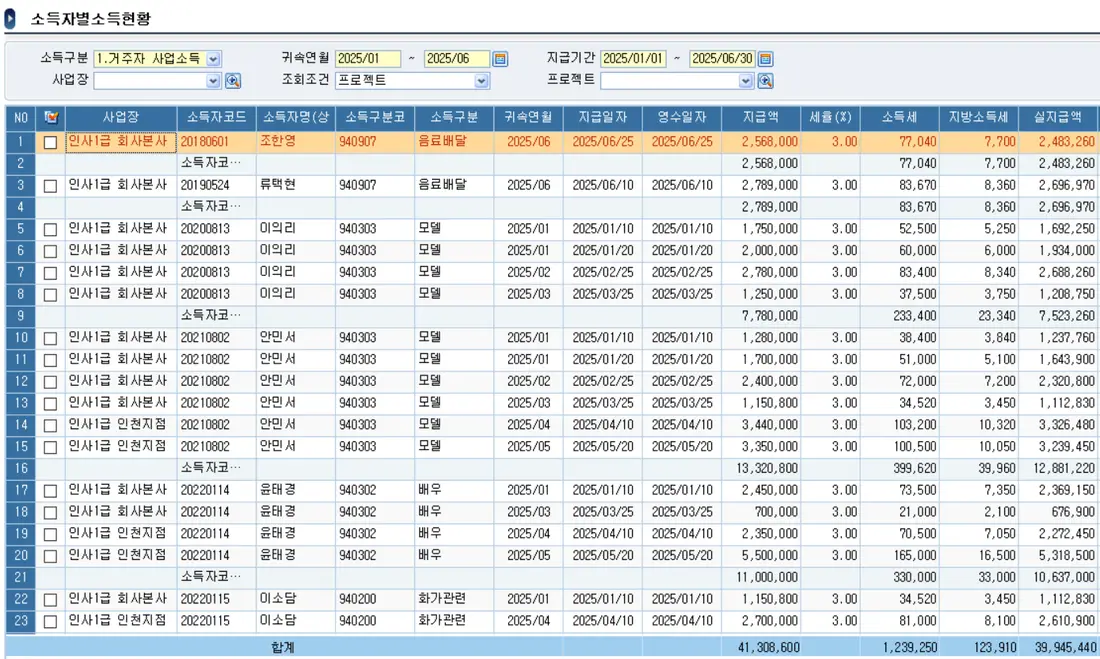 소득자별소득현황
소득구분 1.거주자 사업소득 귀속연월 2025/01 ~ 2025/06 지급기간 2025/01/01 ~ 2025/06/30
사업장 조회조건 프로젝트 프로젝트
NO 사업장 소득자코드 소득자명(상 소득구분코 소득구분 귀속연월 지급일자 영수일자 지급액 세율(%) 소득세 지방소득세 실지급액
1 인사1급 회사본사 20180601 조한영 940907 음료배달 2025/06 2025/06/25 2025/06/25 2,568,000 3.00 77,040 7,700 2,483,260
2 소득자코… 2,568,000 77,040 7,700 2,483,260
3 인사1급 회사본사 20190524 류택현 940907 음료배달 2025/06 2025/06/10 2025/06/10 2,789,000 3.00 83,670 8,360 2,696,970
4 소득자코… 2,789,000 83,670 8,360 2,696,970
5 인사1급 회사본사 20200813 이의리 940303 모델 2025/01 2025/01/10 2025/01/10 1,750,000 3.00 52,500 5,250 1,692,250
6 인사1급 회사본사 20200813 이의리 940303 모델 2025/01 2025/01/20 2025/01/20 2,000,000 3.00 60,000 6,000 1,934,000
7 인사1급 회사본사 20200813 이의리 940303 모델 2025/02 2025/02/25 2025/02/25 2,780,000 3.00 83,400 8,340 2,688,260
8 인사1급 회사본사 20200813 이의리 940303 모델 2025/03 2025/03/25 2025/03/25 1,250,000 3.00 37,500 3,750 1,208,750
9 소득자코… 7,780,000 233,400 23,340 7,523,260
10 인사1급 회사본사 20210802 안민서 940303 모델 2025/01 2025/01/10 2025/01/10 1,280,000 3.00 38,400 3,840 1,237,760
11 인사1급 회사본사 20210802 안민서 940303 모델 2025/01 2025/01/20 2025/01/20 1,700,000 3.00 51,000 5,100 1,643,900
12 인사1급 회사본사 20210802 안민서 940303 모델 2025/02 2025/02/25 2025/02/25 2,400,000 3.00 72,000 7,200 2,320,800
13 인사1급 회사본사 20210802 안민서 940303 모델 2025/03 2025/03/25 2025/03/25 1,150,800 3.00 34,520 3,450 1,112,830
14 인사1급 인천지점 20210802 안민서 940303 모델 2025/04 2025/04/10 2025/04/10 3,440,000 3.00 103,200 10,320 3,326,480
15 인사1급 인천지점 20210802 안민서 940303 모델 2025/05 2025/05/20 2025/05/20 3,350,000 3.00 100,500 10,050 3,239,450
16 소득자코… 13,320,800 399,620 39,960 12,881,220
17 인사1급 회사본사 20220114 윤태경 940302 배우 2025/01 2025/01/10 2025/01/10 2,450,000 3.00 73,500 7,350 2,369,150
18 인사1급 회사본사 20220114 윤태경 940302 배우 2025/03 2025/03/25 2025/03/25 700,000 3.00 21,000 2,100 676,900
19 인사1급 인천지점 20220114 윤태경 940302 배우 2025/04 2025/04/10 2025/04/10 2,350,000 3.00 70,500 7,050 2,272,450
20 인사1급 인천지점 20220114 윤태경 940302 배우 2025/05 2025/05/20 2025/05/20 5,500,000 3.00 165,000 16,500 5,318,500
21 소득자코… 11,000,000 330,000 33,000 10,637,000
22 인사1급 회사본사 20220115 이소담 940200 화가관련 2025/01 2025/01/10 2025/01/10 1,150,800 3.00 34,520 3,450 1,112,830
23 인사1급 인천지점 20220115 이소담 940200 화가관련 2025/04 2025/04/10 2025/04/10 2,700,000 3.00 81,000 8,100 2,610,900
합계 41,308,600 1,239,250 123,910 39,945,440